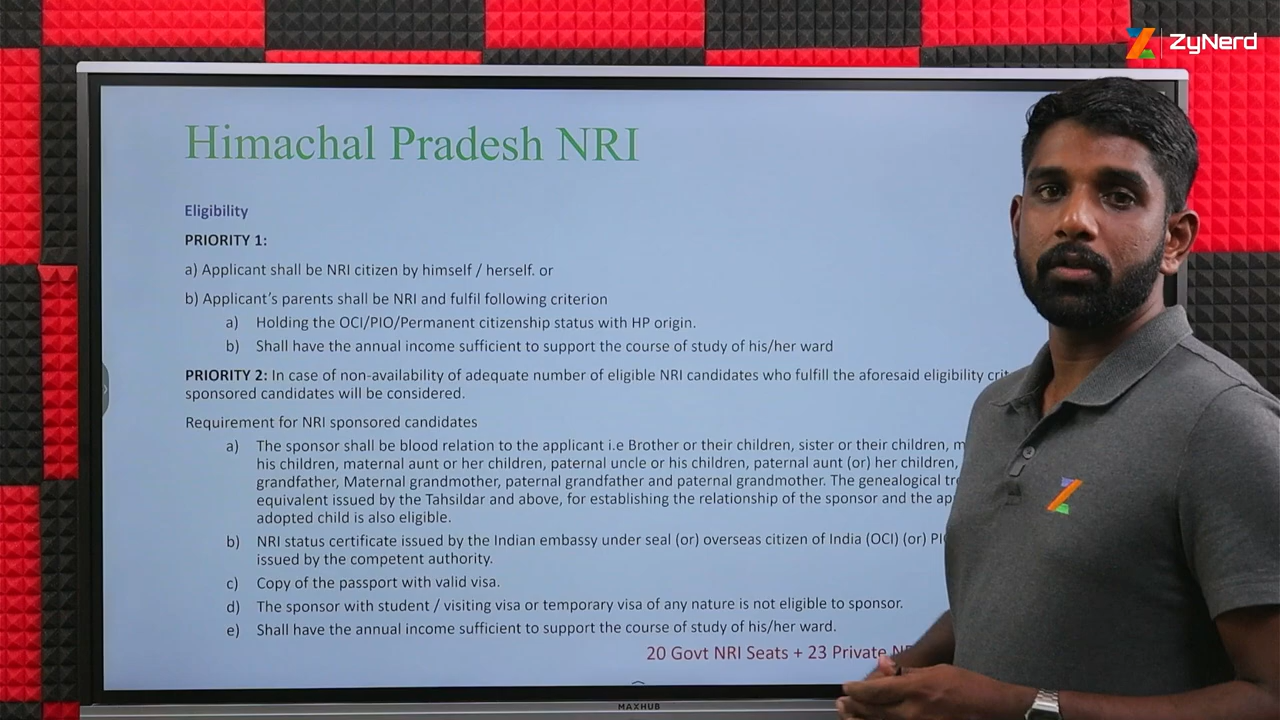 ZyNerd
Himachal Pradesh NRI
Eligibility
PRIORITY 1:
a) Applicant shall be NRI citizen by himself / herself. or
b) Applicant's parents shall be NRI and fulfil following criterion
a) Holding the OCI/PIO/Permanent citizenship status with HP origin.
b) Shall have the annual income sufficient to support the course of study of his/her ward
PRIORITY 2: In case of non-availability of adequate number of eligible NRI candidates who fulfill the aforesaid eligibility
sponsored candidates will be considered.
Requirement for NRI sponsored candidates
a) The sponsor shall be blood relation to the applicant i.e Brother or their children, sister or their children,
his children, maternal aunt or her children, paternal uncle or his children, paternal aunt (or) her children,
grandfather, Maternal grandmother, paternal grandfather and paternal grandmother. The genealogical
equivalent issued by the Tahsildar and above, for establishing the relationship of the sponsor and the
adopted child is also eligible.
b) NRI status certificate issued by the Indian embassy under seal (or) overseas citizen of India (OCI) (or)
issued by the competent authority.
c) Copy of the passport with valid visa.
d) The sponsor with student / visiting visa or temporary visa of any nature is not eligible to sponsor.
e) Shall have the annual income sufficient to support the course of study of his/her ward.
20 Govt NRI Seats + 23 Private
MAXHUB